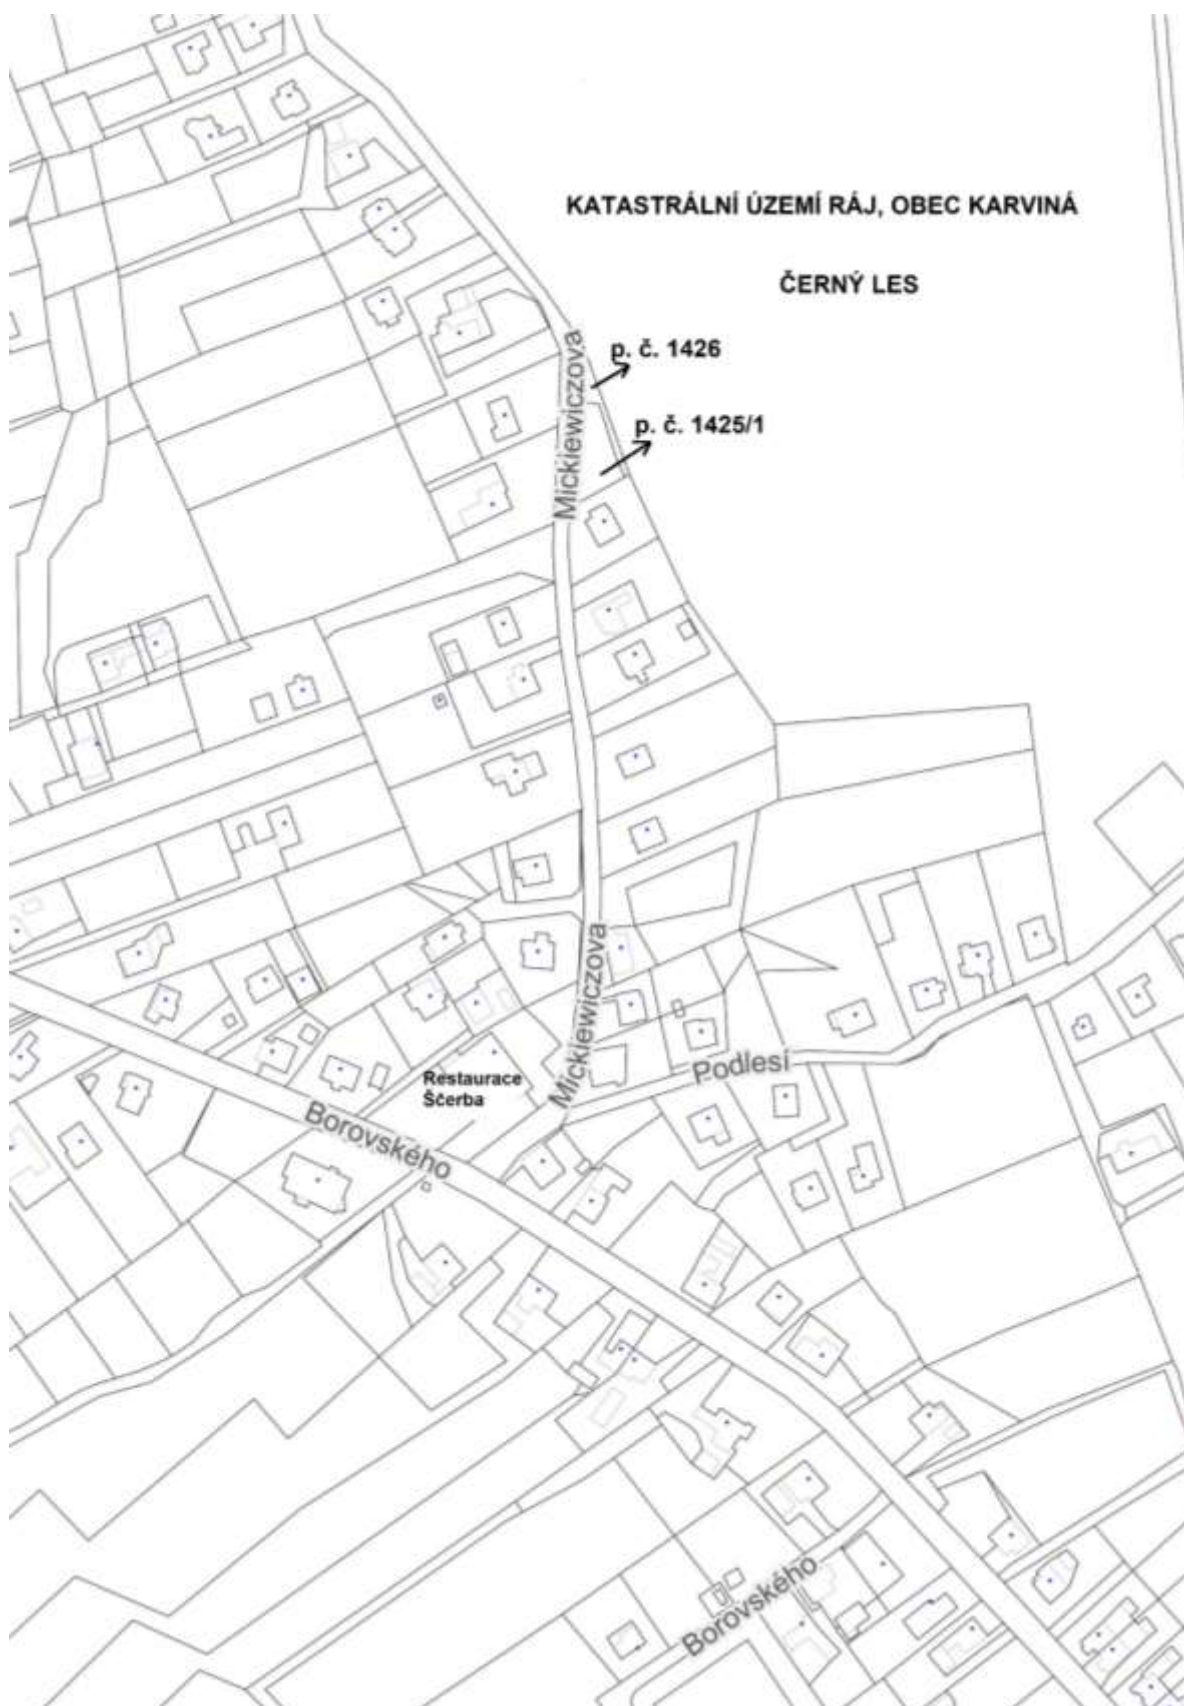 KATASTRÁLNÍ ÚZEMÍ RÁJ, OBEC KARVINÁ
ČERNÝ LES
p. č. 1426
Mickiewiczova
p. č. 1425/1
Mickiewiczova
Podlesí
Restaurace
Ščerba
Borovského
Borovského